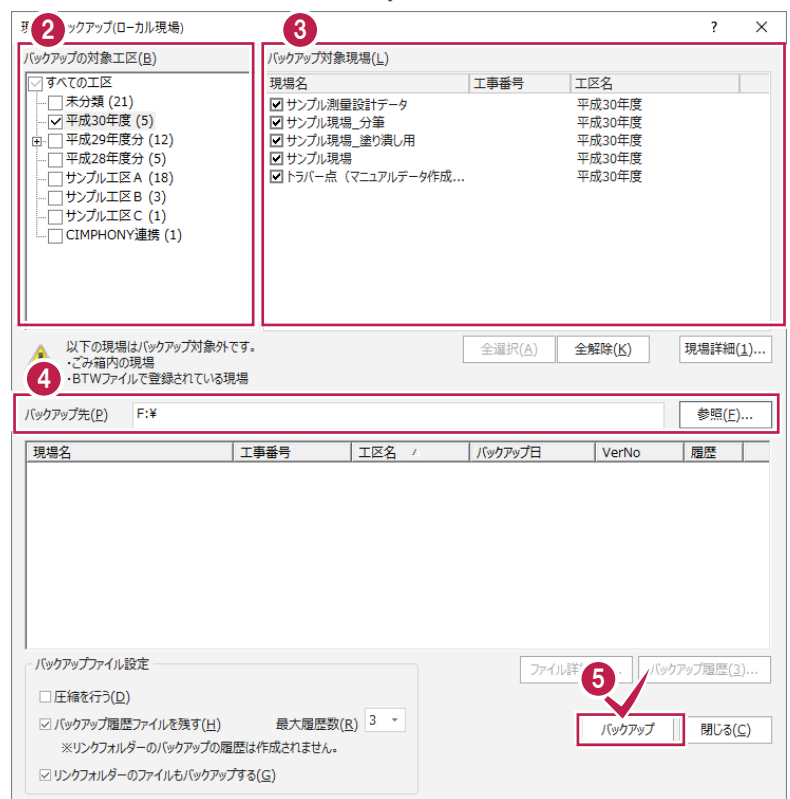 現 ックアップ(ローカル現場) ? ×
2
3
バックアップの対象工区(B)
すべての工区
未分類 (21)
平成30年度 (5)
平成29年度分 (12)
平成28年度分 (5)
サンプル工区A (18)
サンプル工区B (3)
サンプル工区C (1)
CIMPHONY連携 (1)
バックアップ対象現場(L)
現場名 工事番号 工区名
サンプル測量設計データ 平成30年度
サンプル現場_分筆 平成30年度
サンプル現場_塗り潰し用 平成30年度
サンプル現場 平成30年度
トラバー点（マニュアルデータ作成... 平成30年度
以下の現場はバックアップ対象外です。
・ごみ箱内の現場
・BTWファイルで登録されている現場
全選択(A) 全解除(K) 現場詳細(1)...
4
バックアップ先(P) F:¥ 参照(F)...
現場名 工事番号 工区名 バックアップ日 VerNo 履歴
バックアップファイル設定
圧縮を行う(D)
バックアップ履歴ファイルを残す(H) 最大履歴数(R) 3
※リンクフォルダーのバックアップの履歴は作成されません。
リンクフォルダーのファイルもバックアップする(G)
ファイル詳 ... バックアップ履歴(3)...
5
バックアップ 閉じる(C)